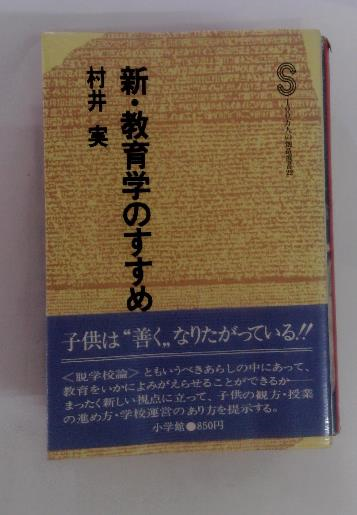 新・教育学のすすめ
村井 実
S
子供は“善く„なりたがっている!!
＜脱学校論＞ともいうべきあらしの中にあって、
教育をいかによみがえらせることができるか—
まったく新しい視点に立って、子供の観方・授業
の進め方・学校運営のあり方を提示する。
小学館●850円